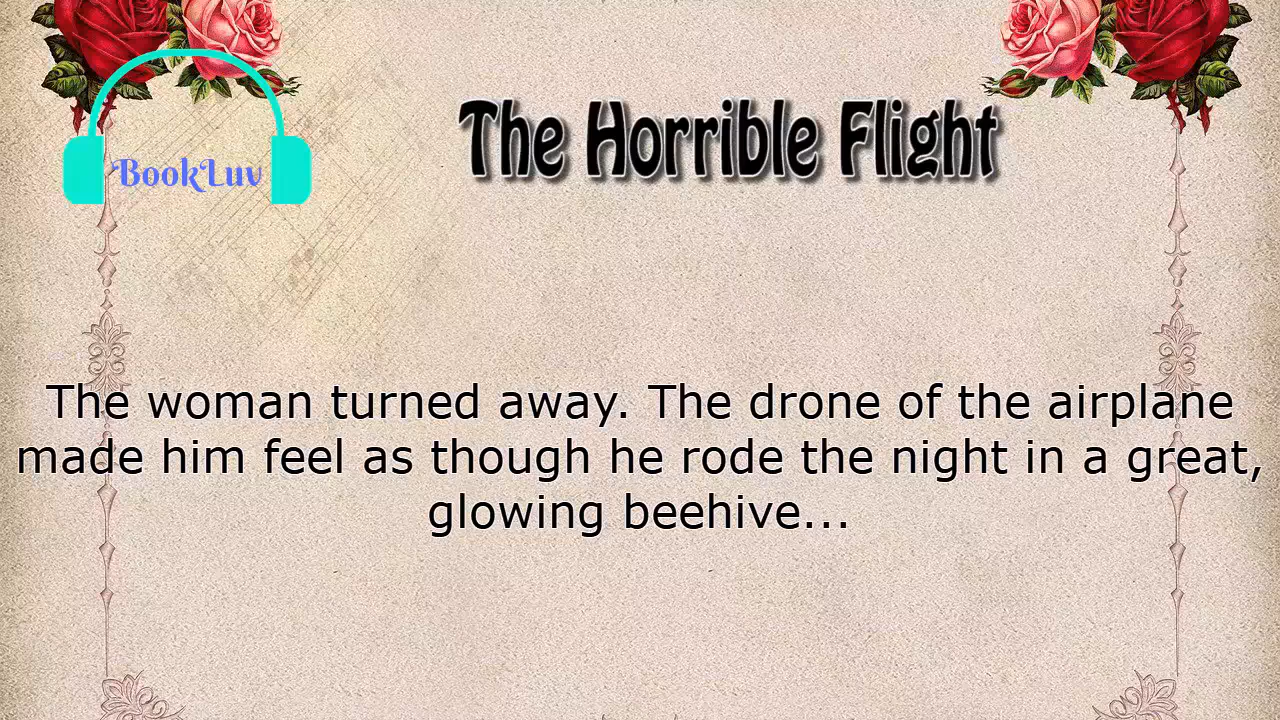 The Horrible Flight
BookLuv
The woman turned away. The drone of the airplane
made him feel as though he rode the night in a great,
glowing beehive...